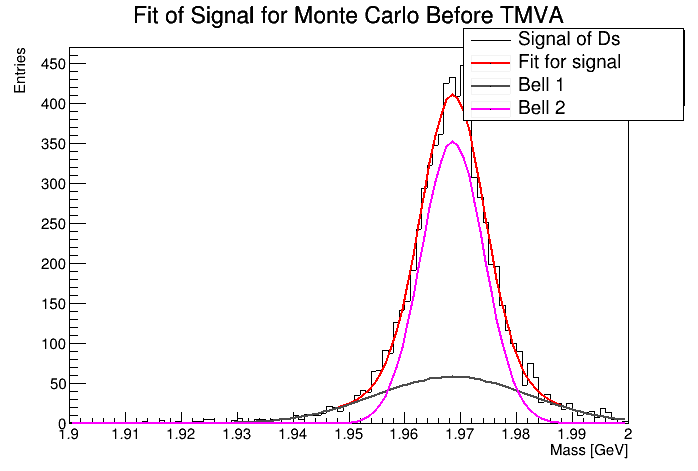 Fit of Signal for Monte Carlo Before TMVA
Entries
Signal of Ds
Fit for signal
Bell 1
Bell 2
450
400
350
300
250
200
150
100
50
0
1.9 1.91 1.92 1.93 1.94 1.95 1.96 1.97 1.98 1.99 2
Mass [GeV]